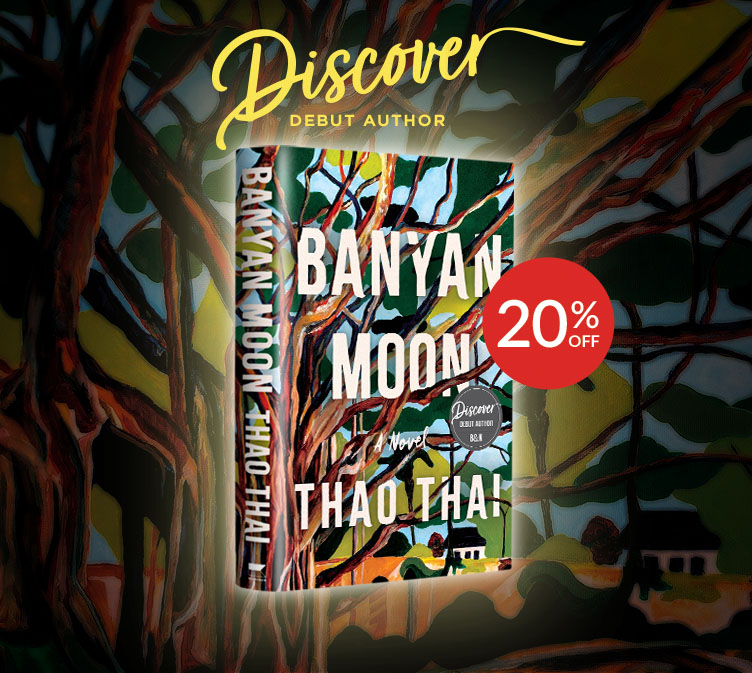 Discover
DEBUT AUTHOR
BANYAN MOON THAO THAI
BANYAN
MOON
20%
OFF
Discover
DEBUT AUTHOR
B&N
A Novel
THAO THAI